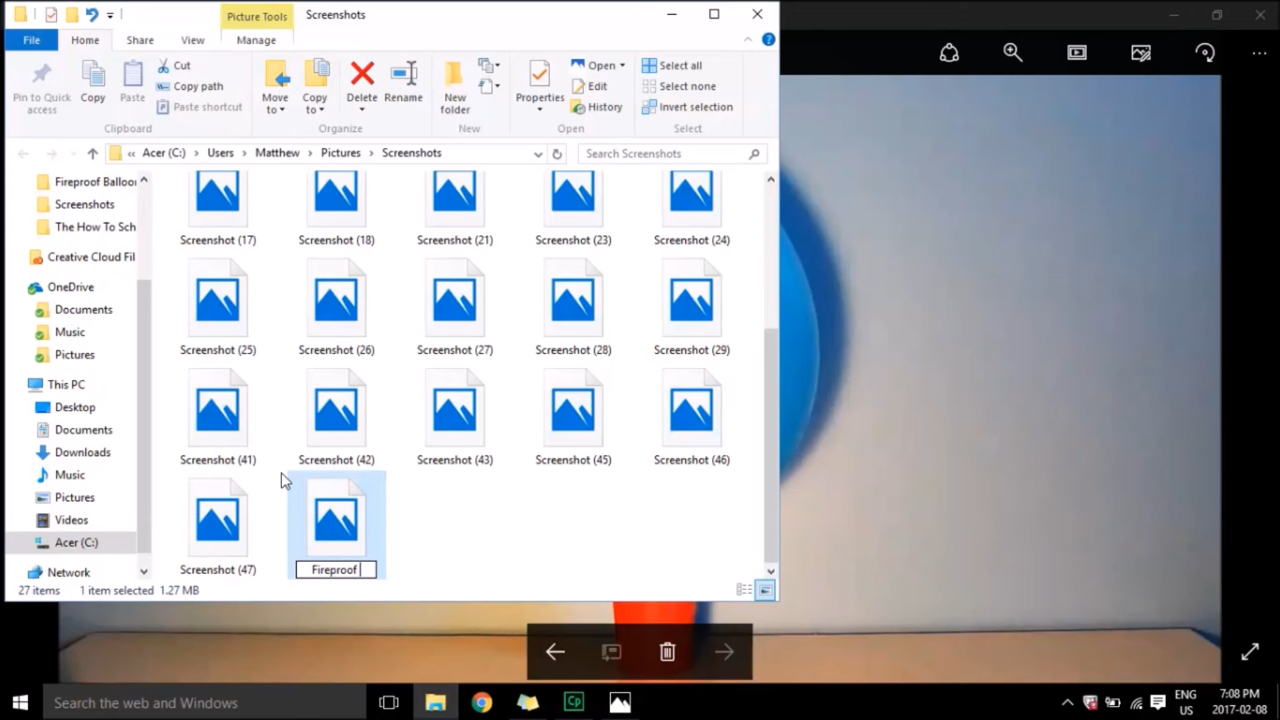 Picture Tools
Screenshots
File
Home
Share
View
Manage
Pin to Quick access
Copy
Paste
Cut
Copy path
Paste shortcut
Move to
Copy to
Delete
Rename
New folder
Properties
Open
Edit
History
Select all
Select none
Invert selection
Clipboard
Organize
New
Open
Select
« Acer (C:) > Users > Matthew > Pictures > Screenshots
Search Screenshots
Fireproof Balloo
Screenshots
The How To Sch
Creative Cloud Fil
OneDrive
Documents
Music
Pictures
This PC
Desktop
Documents
Downloads
Music
Pictures
Videos
Acer (C:)
Network
Screenshot (17)
Screenshot (18)
Screenshot (21)
Screenshot (23)
Screenshot (24)
Screenshot (25)
Screenshot (26)
Screenshot (27)
Screenshot (28)
Screenshot (29)
Screenshot (41)
Screenshot (42)
Screenshot (43)
Screenshot (45)
Screenshot (46)
Screenshot (47)
Fireproof
27 items
1 item selected 1.27 MB
Search the web and Windows
Cp
ENG
US
7:08 PM
2017-02-08